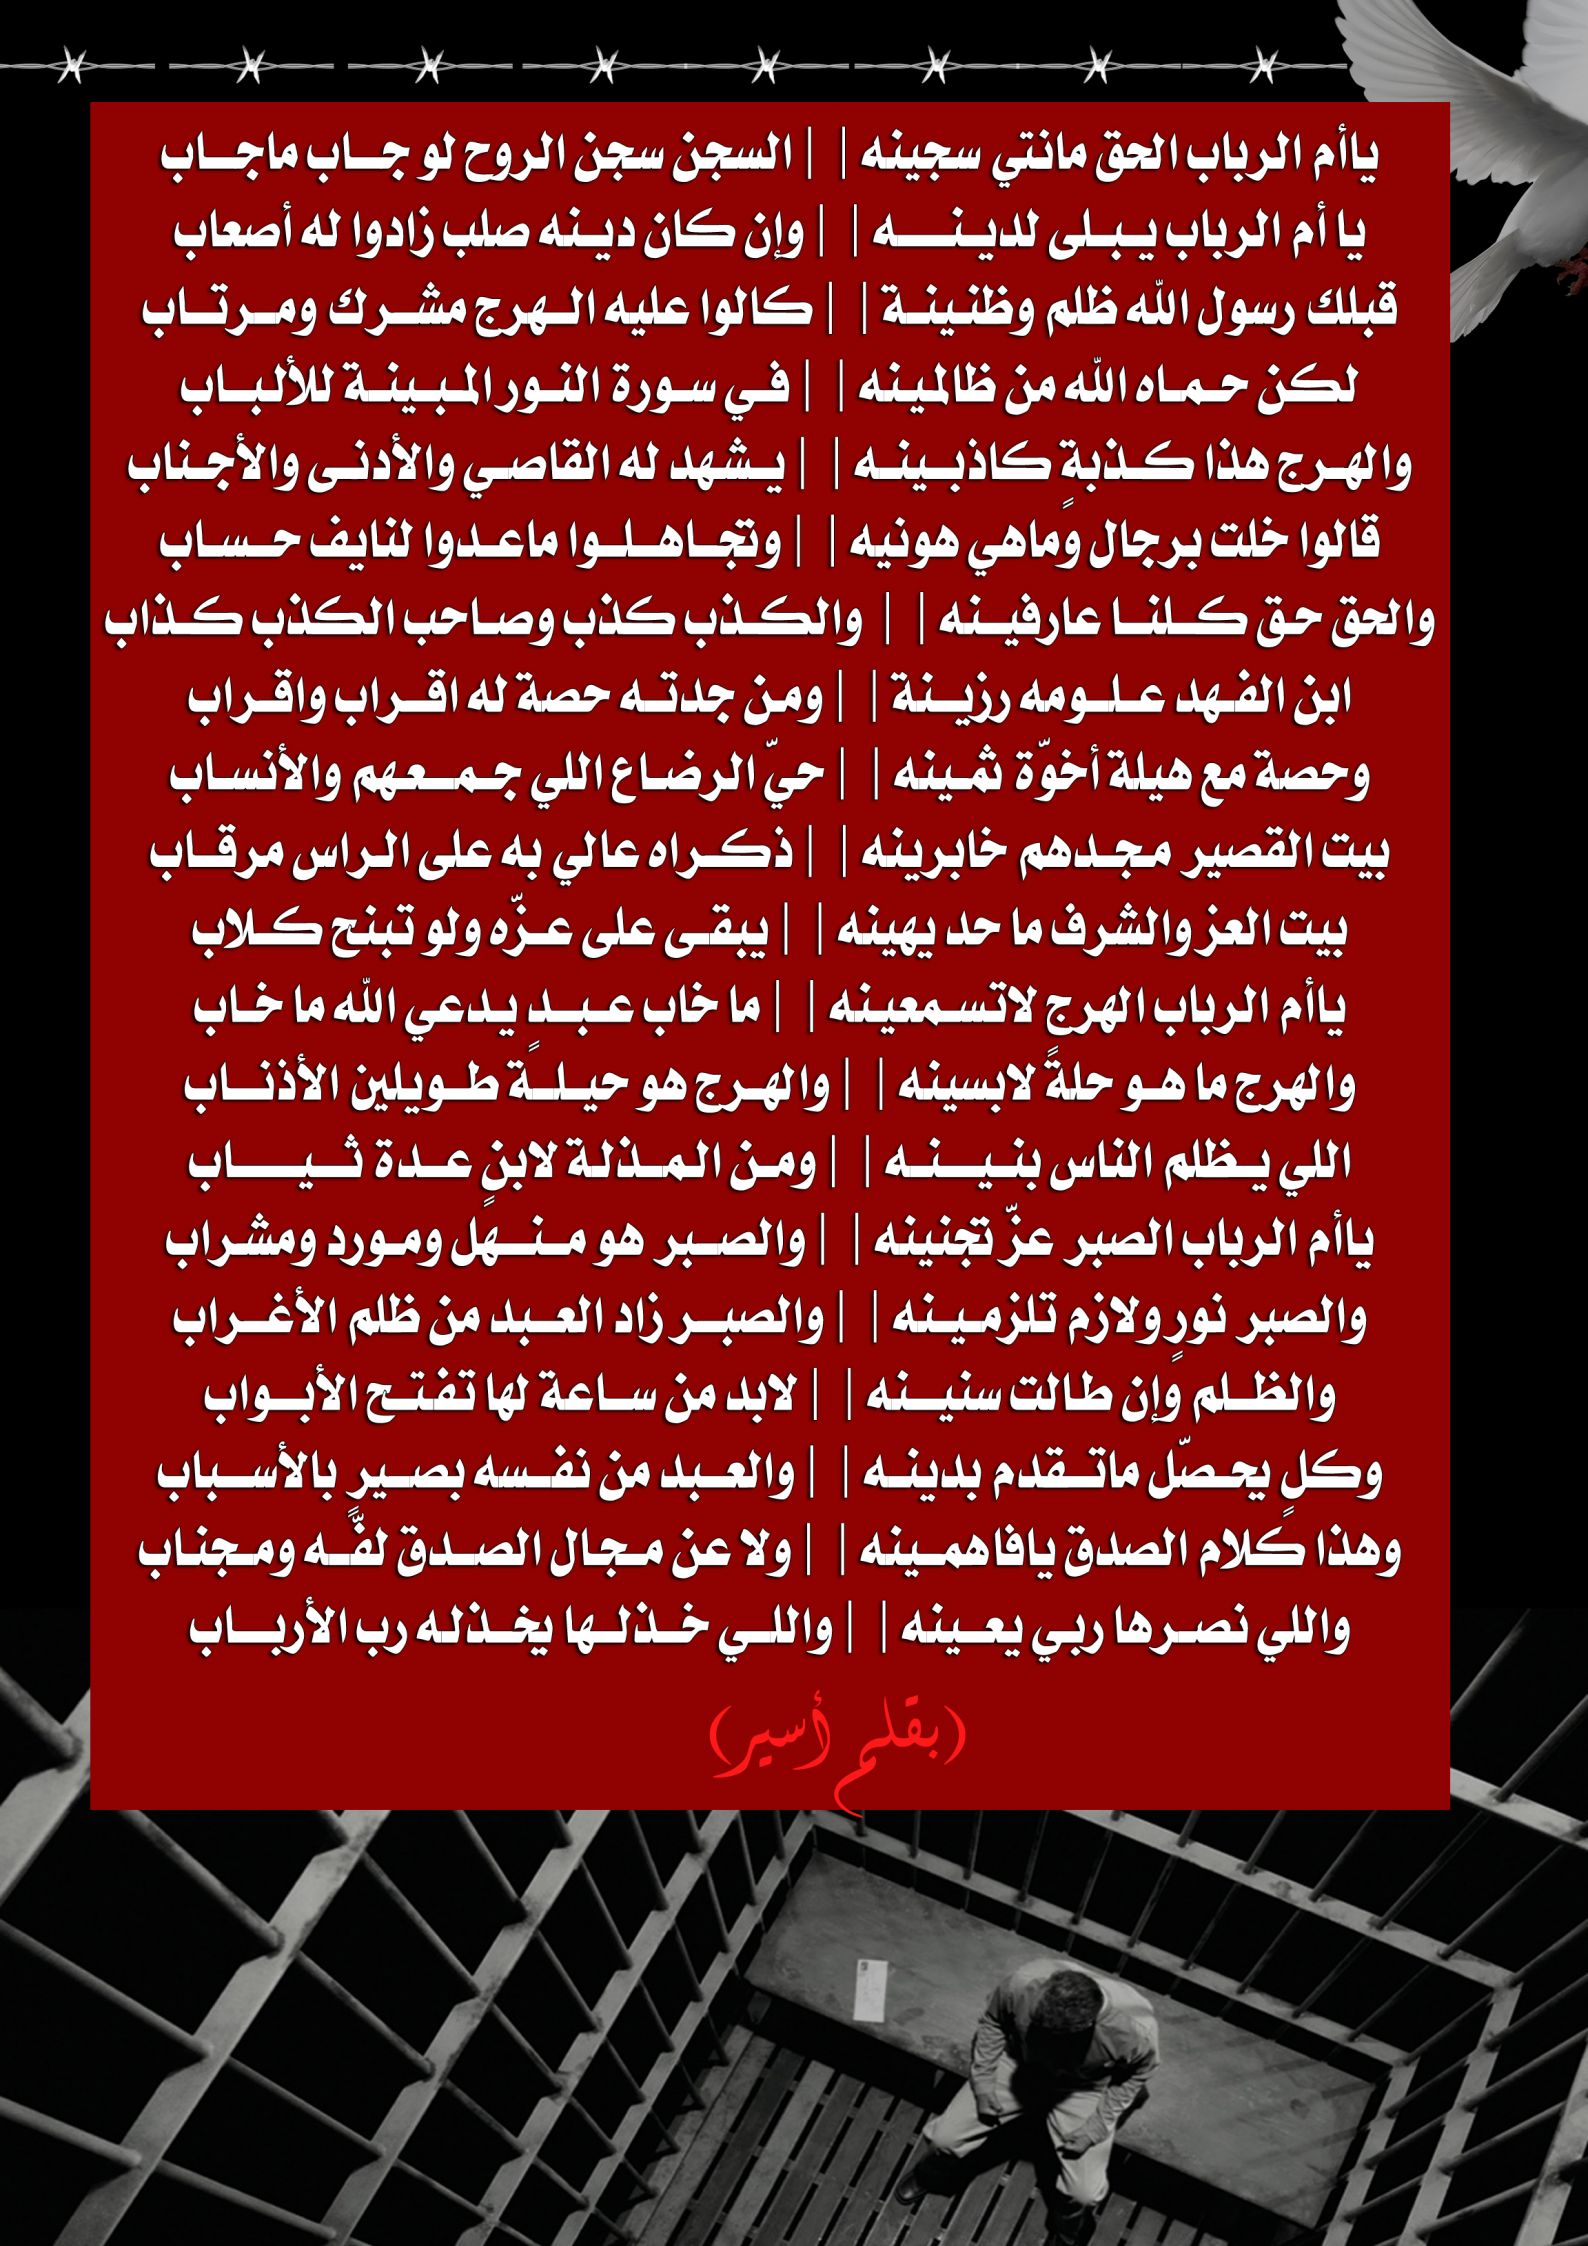 ياأم الرباب الحق مانتي سجينه | | السجن سجن الروح لو جاب ماجاب
يا أم الرباب يبلى لدينه | | وإن كان دينه صلب زادوا له أصعاب
قبلك رسول الله ظلم وظنينة | | كالوا عليه الهرج مشرك ومرتاب
لكن حماه الله من ظالمينه | | في سورة النور المبينة للألباب
والهرج هذا كذبةٍ كاذبينه | | يشهد له القاصي والأدنى والأجناب
قالوا خلت برجال وماهي هونيه | | وتجاهلوا ماعدوا لنايف حساب
والحق حق كلنا عارفينه | | والكذب كذب وصاحب الكذب كذاب
ابن الفهد علومه رزينة | | ومن جدته حصة له اقراب واقراب
وحصة مع هيلة أخوّة ثمينه | | حيّ الرضاع اللي جمعهم والأنساب
بيت القصير مجدهم خابرينه | | ذكراه عالي به على الراس مرقاب
بيت العز والشرف ما حد يهينه | | يبقى على عزّه ولو تبنح كلاب
ياأم الرباب الهرج لاتسمعينه | | ما خاب عبدٍ يدعي الله ما خاب
والهرج ما هو حلةً لابسينه | | والهرج هو حيلة طويلين الأذناب
اللي يظلم الناس بنينه | | ومن المذلة لابنٍ عدة ثياب
ياأم الرباب الصبر عزّ تجنينه | | والصبر هو منهل ومورد ومشراب
والصبر نورٍ ولازم تلزمينه | | والصبر زاد العبد من ظلم الأغراب
والظلم وإن طالت سنينه | | لابد من ساعة لها تفتح الأبواب
وكلٍ يحصّل ماتقدم بدينه | | والعبد من نفسه بصيرٍ بالأسباب
وهذا كلام الصدق يافاهمينه | | ولا عن مجال الصدق لفّه ومجناب
واللي نصرها ربي يعينه | | واللي خذلها يخذله رب الأرباب
(بقلم أسير)